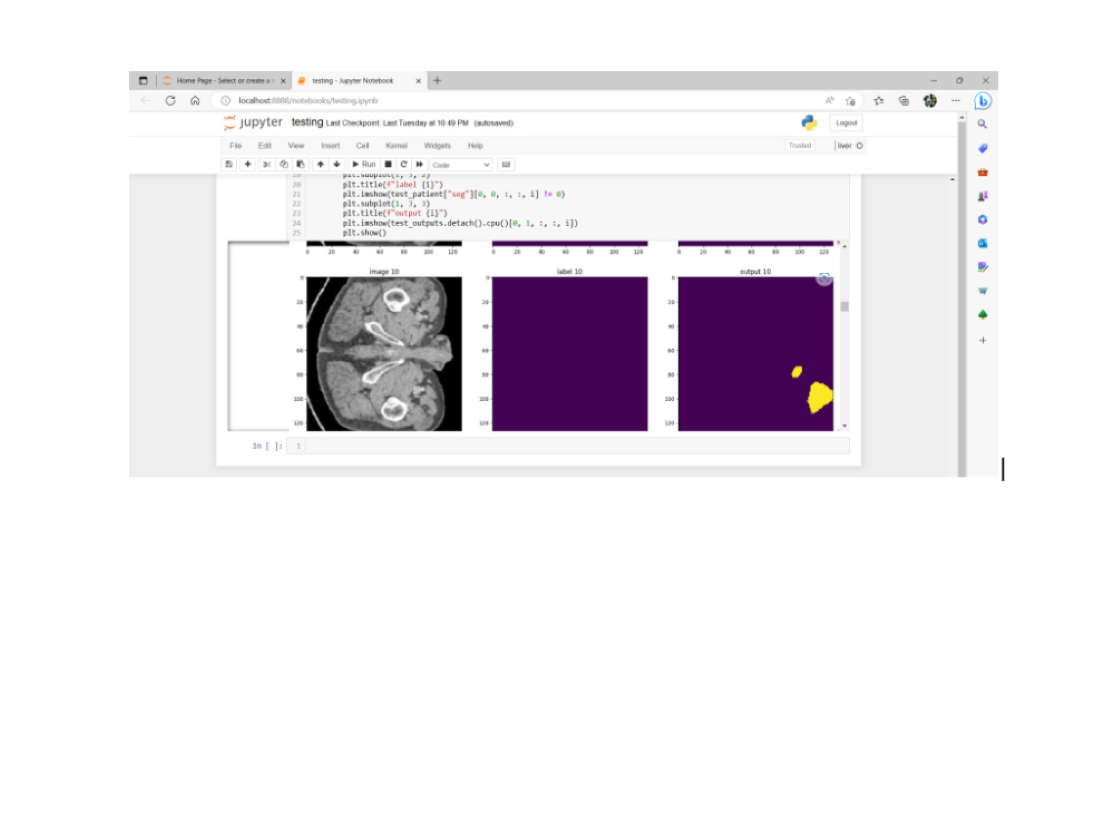 Home Page - Select or create a n
testing - Jupyter Notebook
localhost:8888/notebooks/testing.ipynb
jupyter testing Last Checkpoint: Last Tuesday at 10:49 PM (autosaved)
Logout
File Edit View Insert Cell Kernel Widgets Help
Trusted
liver
Run
Code
19 plt.subplot(1, 3, 2)
20 plt.title(f"label {i}")
21 plt.imshow(test_patient["seg"][0, 0, :, :, i] != 0)
22 plt.subplot(1, 3, 3)
23 plt.title(f"output {i}")
24 plt.imshow(test_outputs.detach().cpu()[0, 1, :, :, i])
25 plt.show()
0 20 40 60 80 100 120 0 20 40 60 80 100 120 0 20 40 60 80 100 120
image 10 label 10 output 10
0 0 0
20 20 20
40 40 40
60 60 60
80 80 80
100 100 100
120 120 120
In [ ]: 1